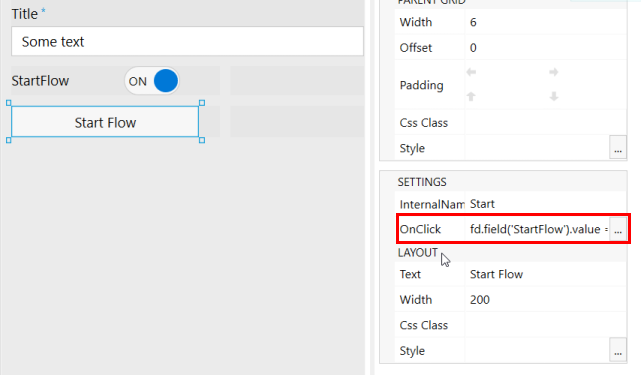 Title *
Some text
StartFlow
ON
Start Flow
PARENT GRID
Width 6
Offset 0
Padding
Css Class
Style ...
SETTINGS
InternalNam Start
OnClick fd.field('StartFlow').value = ...
LAYOUT
Text Start Flow
Width 200
Css Class
Style ...